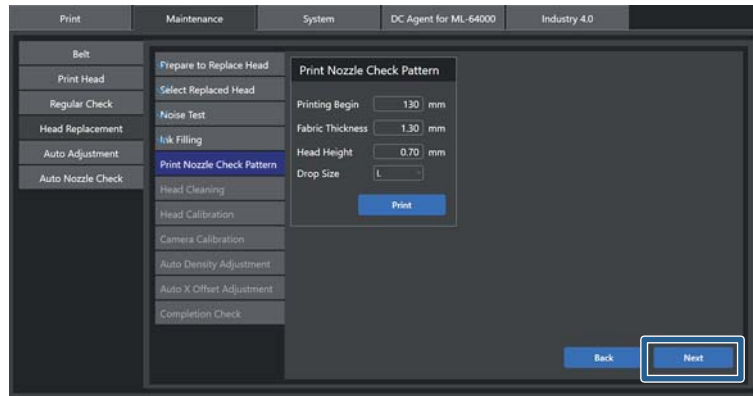 Print Maintenance System DC Agent for ML-64000 Industry 4.0
Belt
Print Head
Regular Check
Head Replacement
Auto Adjustment
Auto Nozzle Check
Prepare to Replace Head
Select Replaced Head
Noise Test
Ink Filling
Print Nozzle Check Pattern
Head Cleaning
Head Calibration
Camera Calibration
Auto Density Adjustment
Auto X Offset Adjustment
Completion Check
Print Nozzle Check Pattern
Printing Begin 130 mm
Fabric Thickness 1.30 mm
Head Height 0.70 mm
Drop Size L
Print
Back Next